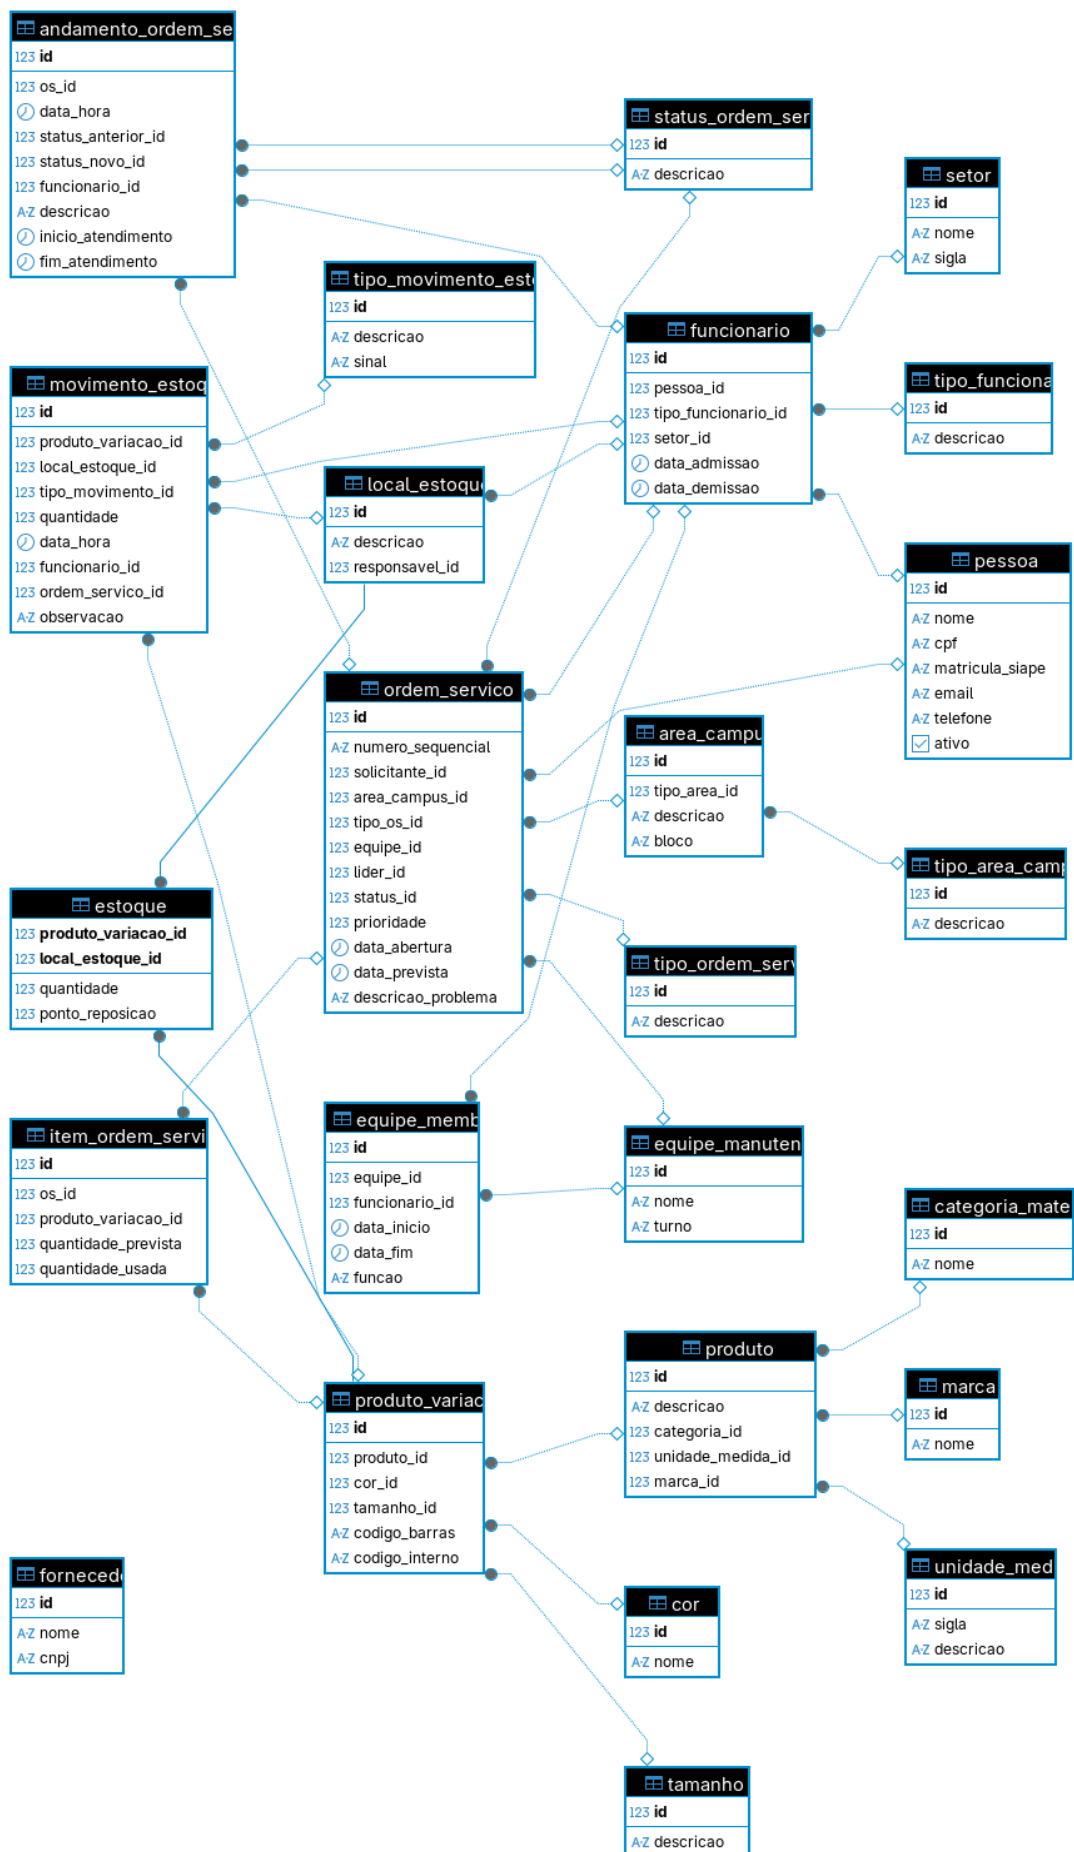 andamento_ordem_se
123 id
123 os_id
data_hora
123 status_anterior_id
123 status_novo_id
123 funcionario_id
A-Z descricao
inicio_atendimento
fim_atendimento
status_ordem_ser
123 id
A-Z descricao
setor
123 id
A-Z nome
A-Z sigla
tipo_movimento_est
123 id
A-Z descricao
A-Z sinal
funcionario
123 id
123 pessoa_id
123 tipo_funcionario_id
123 setor_id
data_admissao
data_demissao
tipo_funciona
123 id
A-Z descricao
movimento_estoq
123 id
123 produto_variacao_id
123 local_estoque_id
123 tipo_movimento_id
123 quantidade
data_hora
123 funcionario_id
123 ordem_servico_id
A-Z observacao
local_estoque
123 id
A-Z descricao
123 responsavel_id
pessoa
123 id
A-Z nome
A-Z cpf
A-Z matricula_siape
A-Z email
A-Z telefone
ativo
ordem_servico
123 id
A-Z numero_sequencial
123 solicitante_id
123 area_campus_id
123 tipo_os_id
123 equipe_id
123 lider_id
123 status_id
123 prioridade
data_abertura
data_prevista
A-Z descricao_problema
area_campu
123 id
123 tipo_area_id
A-Z descricao
A-Z bloco
tipo_area_camp
123 id
A-Z descricao
estoque
123 produto_variacao_id
123 local_estoque_id
123 quantidade
123 ponto_reposicao
tipo_ordem_serv
123 id
A-Z descricao
item_ordem_servi
123 id
123 os_id
123 produto_variacao_id
123 quantidade_prevista
123 quantidade_usada
equipe_memb
123 id
123 equipe_id
123 funcionario_id
data_inicio
data_fim
A-Z funcao
equipe_manuten
123 id
A-Z nome
A-Z turno
categoria_mate
123 id
A-Z nome
produto
123 id
A-Z descricao
123 categoria_id
123 unidade_medida_id
123 marca_id
marca
123 id
A-Z nome
produto_variac
123 id
123 produto_id
123 cor_id
123 tamanho_id
A-Z codigo_barras
A-Z codigo_interno
fornecedo
123 id
A-Z nome
A-Z cnpj
cor
123 id
A-Z nome
unidade_med
123 id
A-Z sigla
A-Z descricao
tamanho
123 id
A-Z descricao